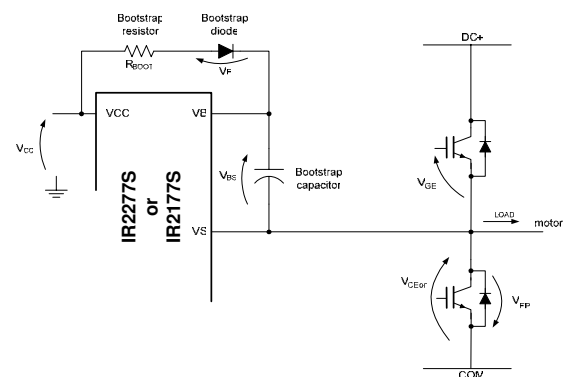 Bootstrap
resistor
Bootstrap
diode
DC+
RBOOT
VF
VCC
VB
VCC
VBS
Bootstrap
capacitor
VGE
IR2277S
or
IR2177S
VS
LOAD
motor
VCEon
VFP
COM